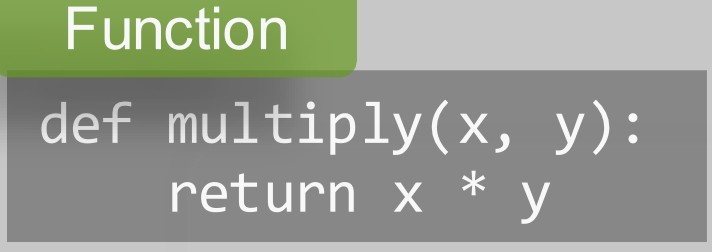 Function
def multiply(x, y):
    return x * y